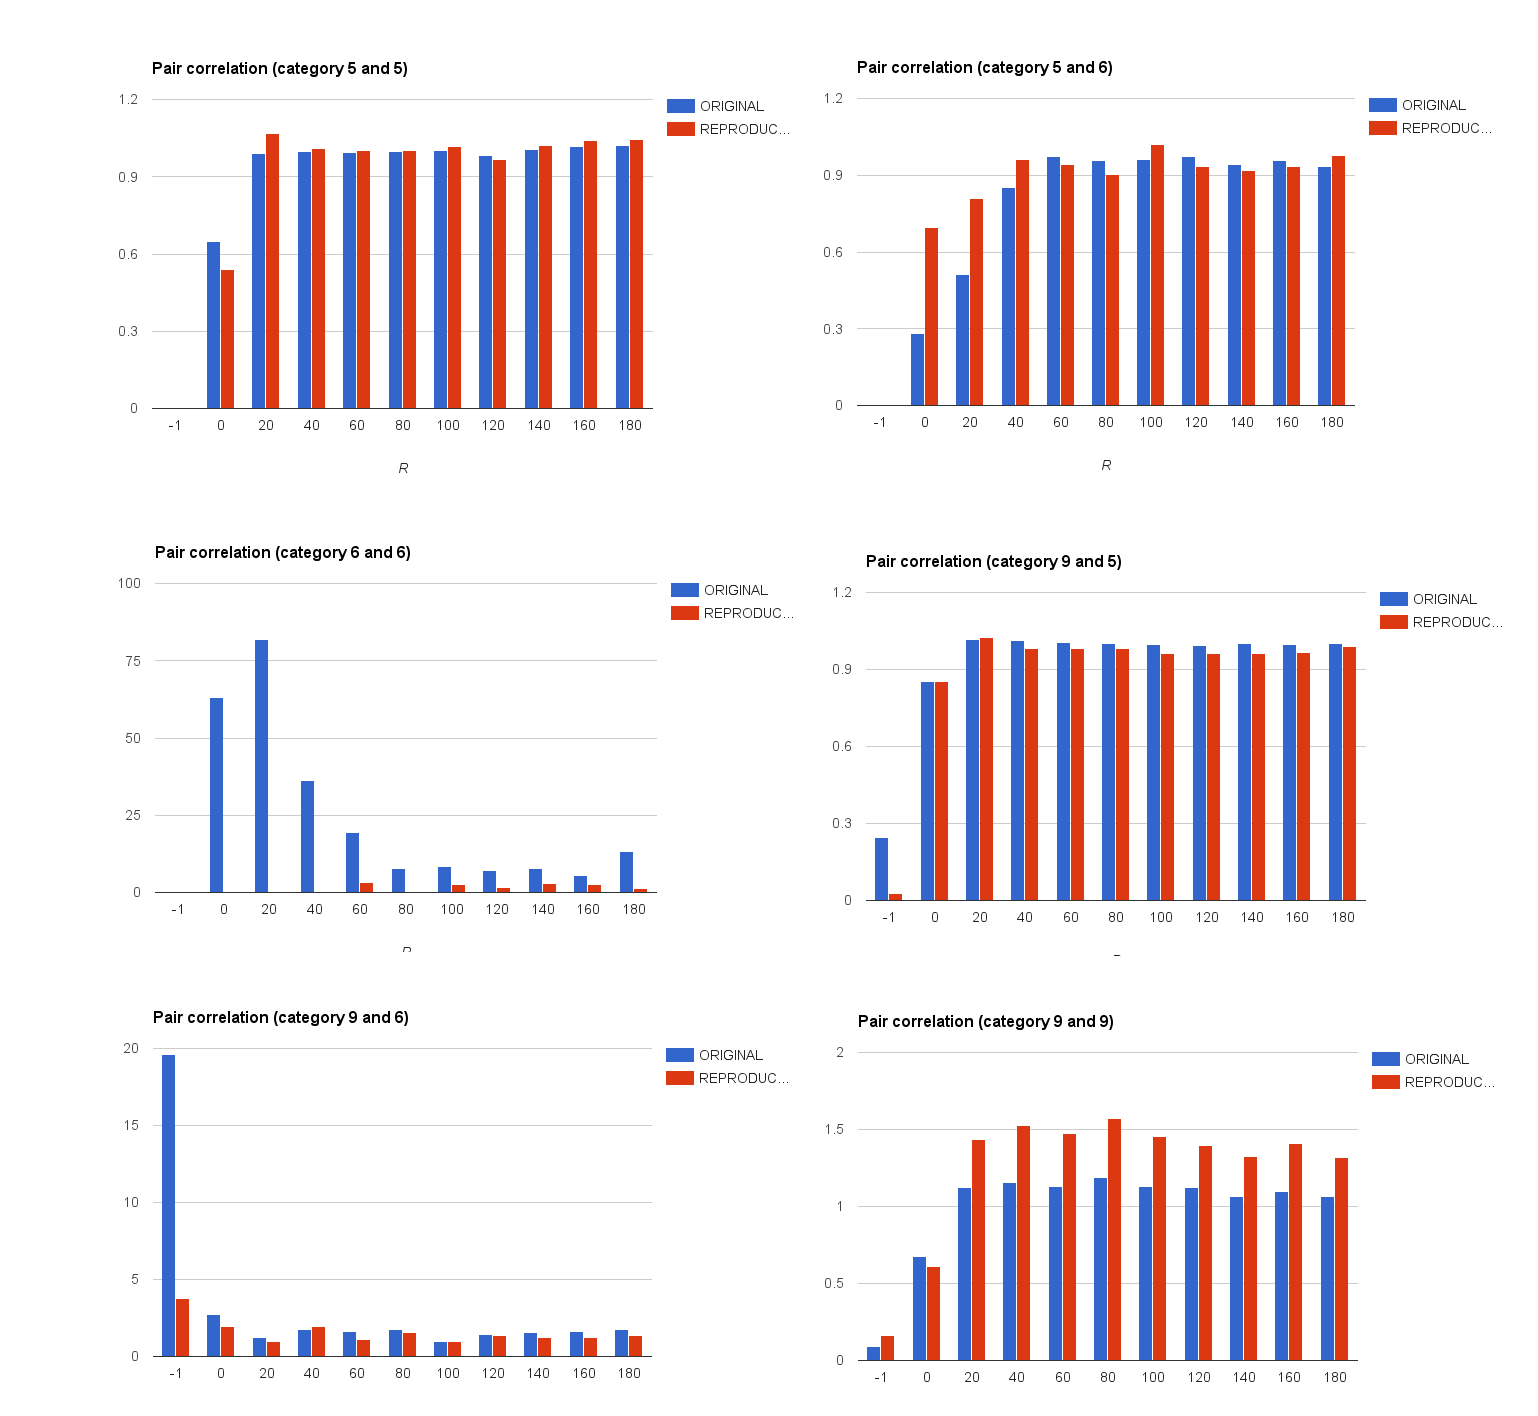 Pair correlation (category 5 and 5)
1.2
0.9
0.6
0.3
0
-1 0 20 40 60 80 100 120 140 160 180
R
ORIGINAL
REPRODUC...
Pair correlation (category 5 and 6)
1.2
0.9
0.6
0.3
0
-1 0 20 40 60 80 100 120 140 160 180
R
ORIGINAL
REPRODUC...
Pair correlation (category 6 and 6)
100
75
50
25
0
-1 0 20 40 60 80 100 120 140 160 180
ORIGINAL
REPRODUC...
Pair correlation (category 9 and 5)
1.2
0.9
0.6
0.3
0
-1 0 20 40 60 80 100 120 140 160 180
ORIGINAL
REPRODUC...
Pair correlation (category 9 and 6)
20
15
10
5
0
-1 0 20 40 60 80 100 120 140 160 180
ORIGINAL
REPRODUC...
Pair correlation (category 9 and 9)
2
1.5
1
0.5
0
-1 0 20 40 60 80 100 120 140 160 180
ORIGINAL
REPRODUC...